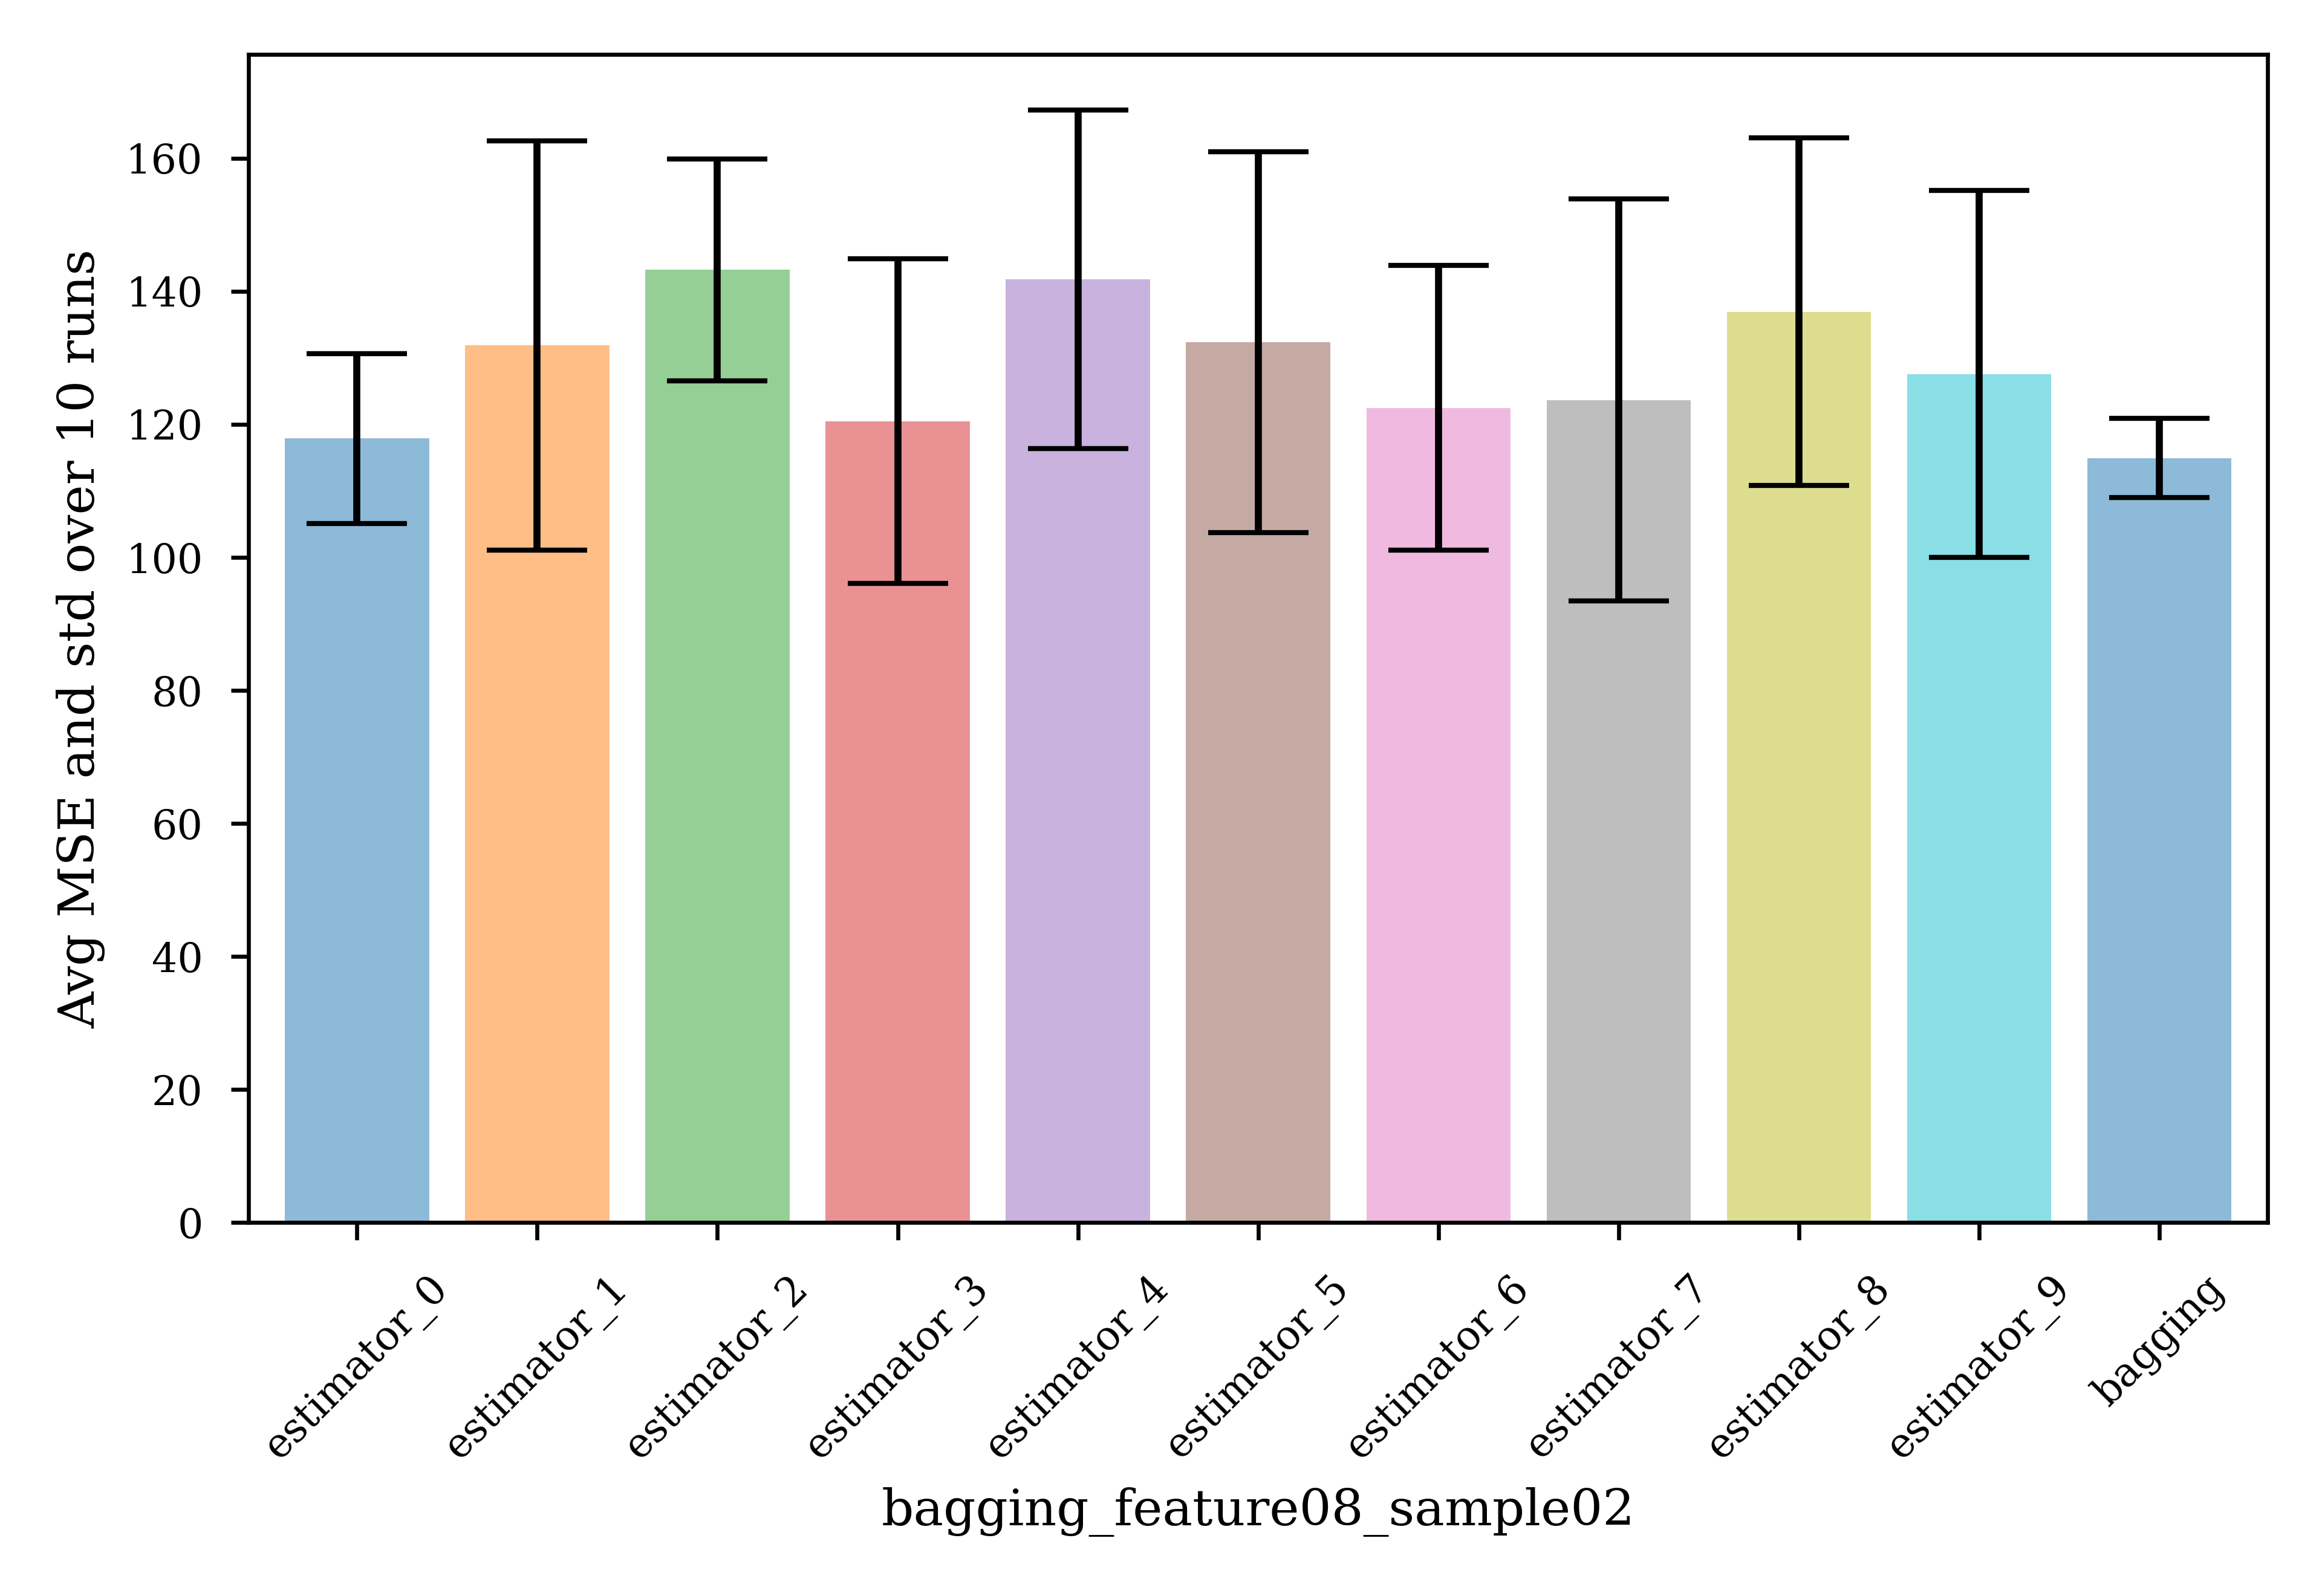 Avg MSE and std over 10 runs
160
140
120
100
80
60
40
20
0
estimator_0
estimator_1
estimator_2
estimator_3
estimator_4
estimator_5
estimator_6
estimator_7
estimator_8
estimator_9
bagging
bagging_feature08_sample02